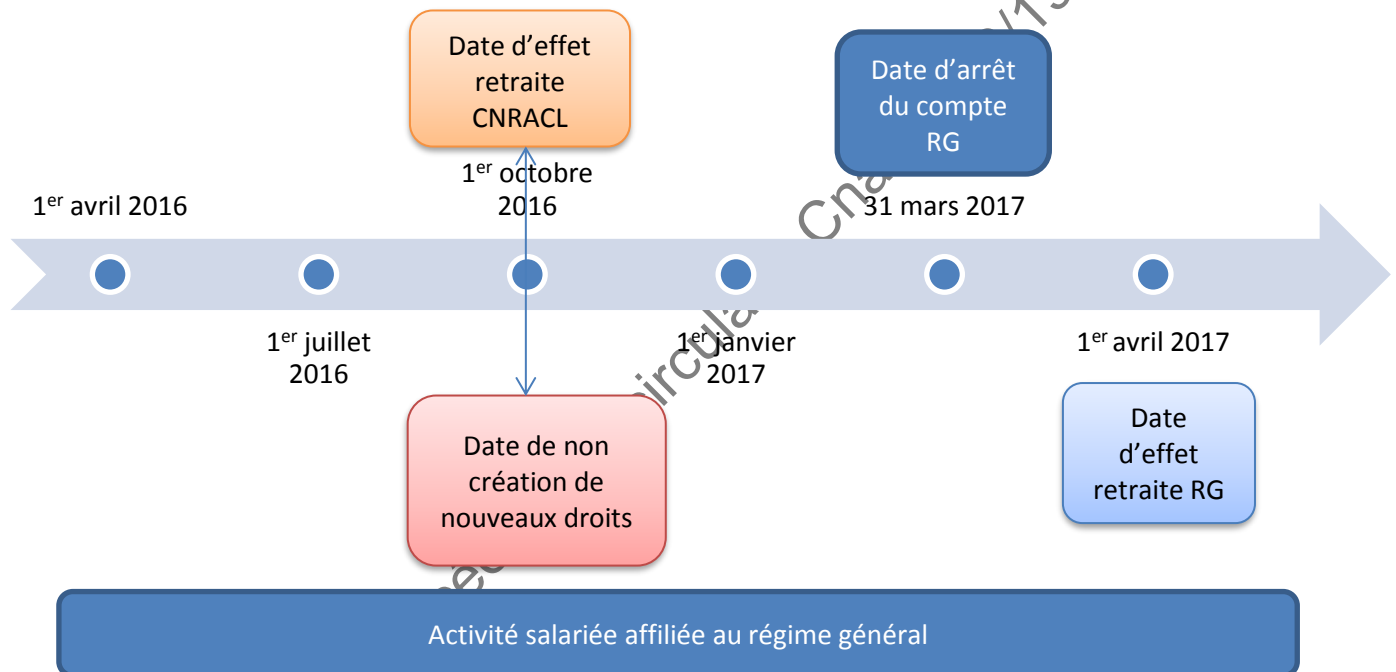 Date d’effet
retraite
CNRACL
Date d’arrêt
du compte
RG
1er avril 2016
1er octobre
2016
31 mars 2017
1er juillet
2016
1er janvier
2017
1er avril 2017
Date de non
création de
nouveaux droits
Date
d’effet
retraite RG
Activité salariée affiliée au régime général